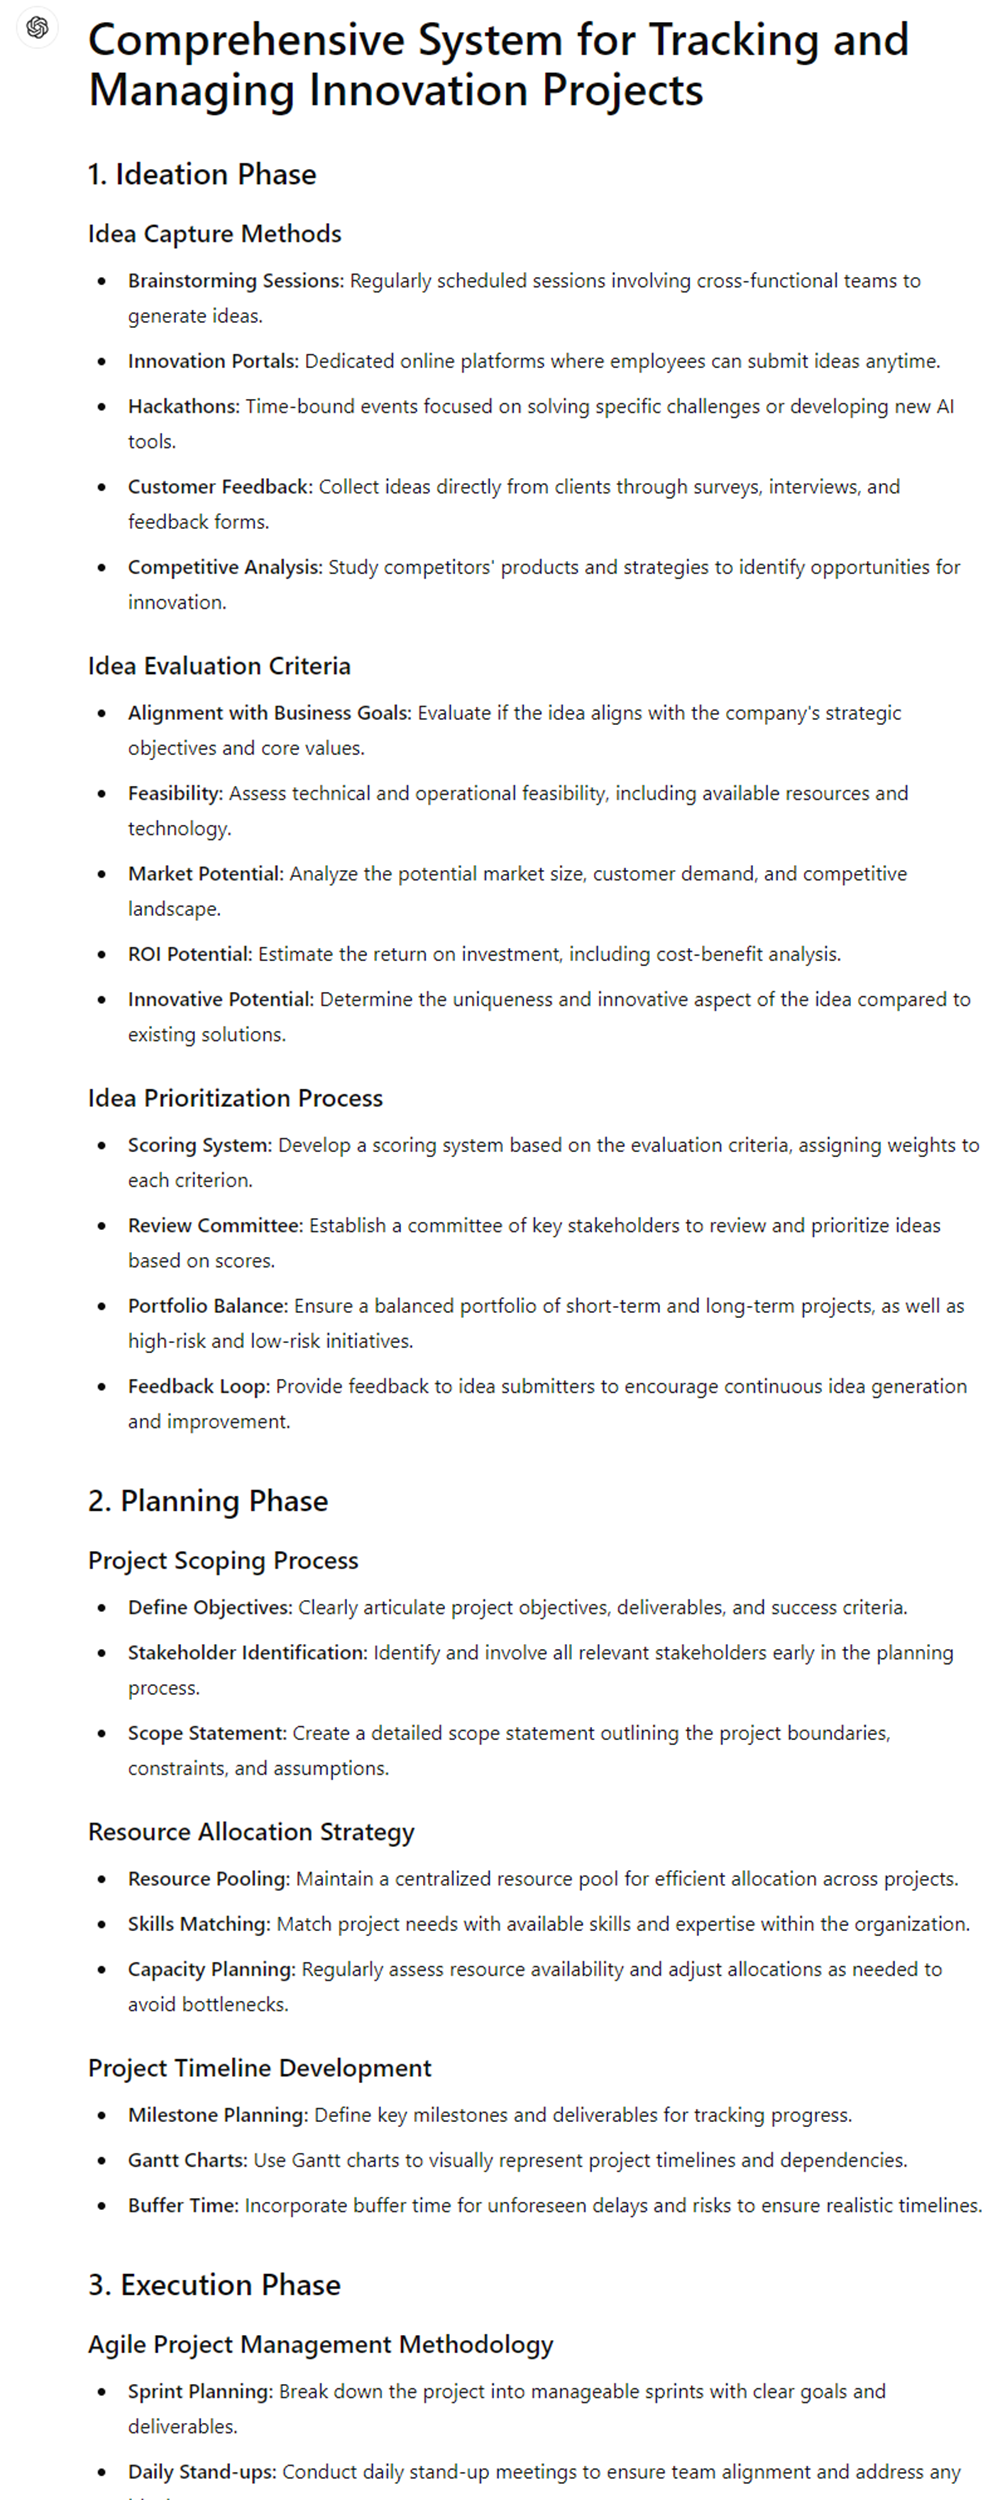 Comprehensive System for Tracking and
Managing Innovation Projects
1. Ideation Phase
Idea Capture Methods
• Brainstorming Sessions: Regularly scheduled sessions involving cross-functional teams to
generate ideas.
• Innovation Portals: Dedicated online platforms where employees can submit ideas anytime.
• Hackathons: Time-bound events focused on solving specific challenges or developing new AI
tools.
• Customer Feedback: Collect ideas directly from clients through surveys, interviews, and
feedback forms.
• Competitive Analysis: Study competitors' products and strategies to identify opportunities for
innovation.
Idea Evaluation Criteria
• Alignment with Business Goals: Evaluate if the idea aligns with the company's strategic
objectives and core values.
• Feasibility: Assess technical and operational feasibility, including available resources and
technology.
• Market Potential: Analyze the potential market size, customer demand, and competitive
landscape.
• ROI Potential: Estimate the return on investment, including cost-benefit analysis.
• Innovative Potential: Determine the uniqueness and innovative aspect of the idea compared to
existing solutions.
Idea Prioritization Process
• Scoring System: Develop a scoring system based on the evaluation criteria, assigning weights to
each criterion.
• Review Committee: Establish a committee of key stakeholders to review and prioritize ideas
based on scores.
• Portfolio Balance: Ensure a balanced portfolio of short-term and long-term projects, as well as
high-risk and low-risk initiatives.
• Feedback Loop: Provide feedback to idea submitters to encourage continuous idea generation
and improvement.
2. Planning Phase
Project Scoping Process
• Define Objectives: Clearly articulate project objectives, deliverables, and success criteria.
• Stakeholder Identification: Identify and involve all relevant stakeholders early in the planning
process.
• Scope Statement: Create a detailed scope statement outlining the project boundaries,
constraints, and assumptions.
Resource Allocation Strategy
• Resource Pooling: Maintain a centralized resource pool for efficient allocation across projects.
• Skills Matching: Match project needs with available skills and expertise within the organization.
• Capacity Planning: Regularly assess resource availability and adjust allocations as needed to
avoid bottlenecks.
Project Timeline Development
• Milestone Planning: Define key milestones and deliverables for tracking progress.
• Gantt Charts: Use Gantt charts to visually represent project timelines and dependencies.
• Buffer Time: Incorporate buffer time for unforeseen delays and risks to ensure realistic timelines.
3. Execution Phase
Agile Project Management Methodology
• Sprint Planning: Break down the project into manageable sprints with clear goals and
deliverables.
• Daily Stand-ups: Conduct daily stand-up meetings to ensure team alignment and address any